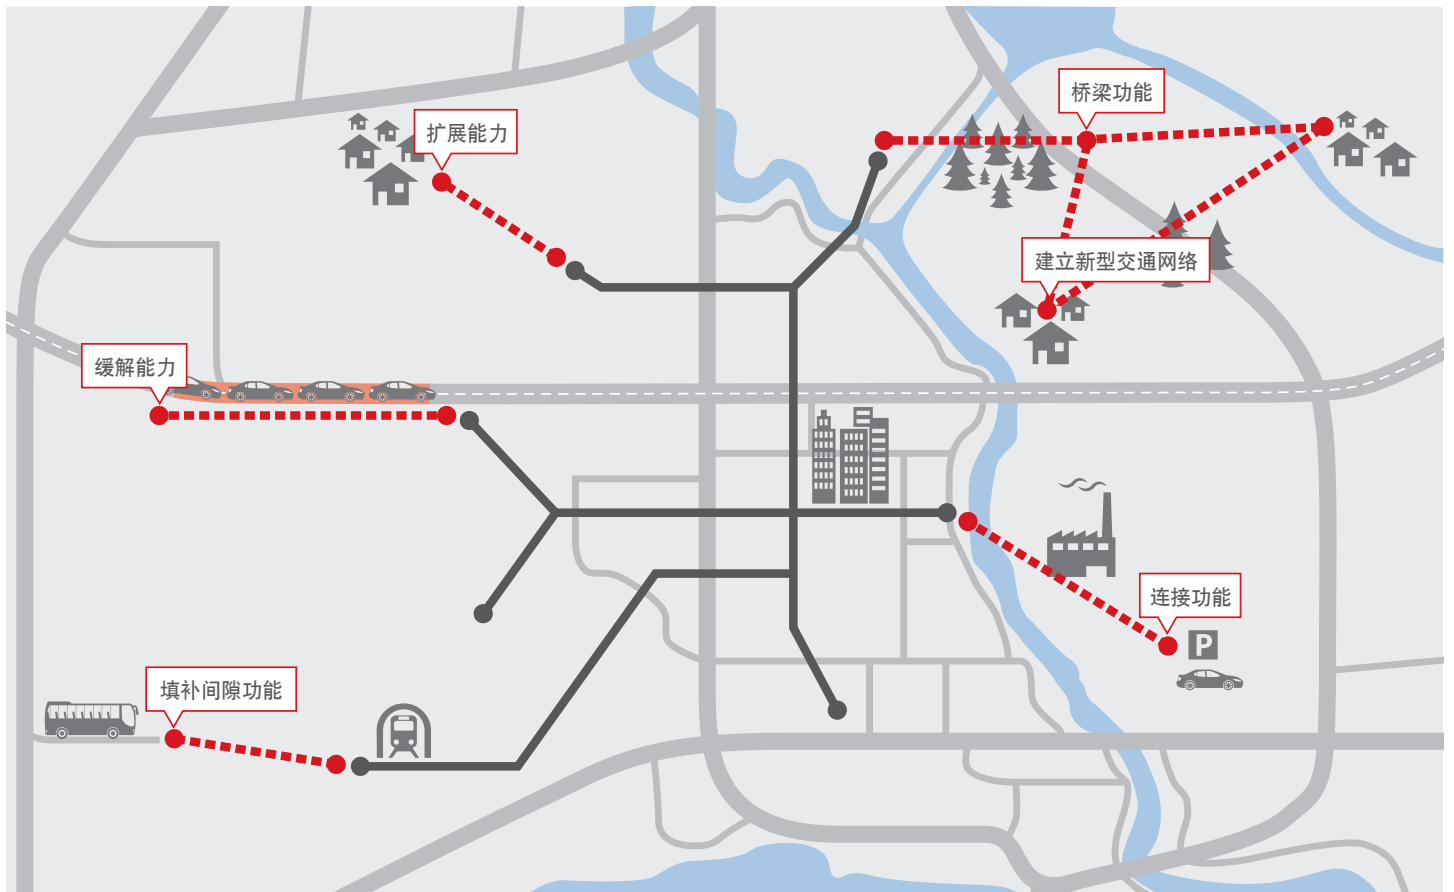 桥梁功能
扩展能力
建立新型交通网络
缓解能力
连接功能
P
填补间隙功能